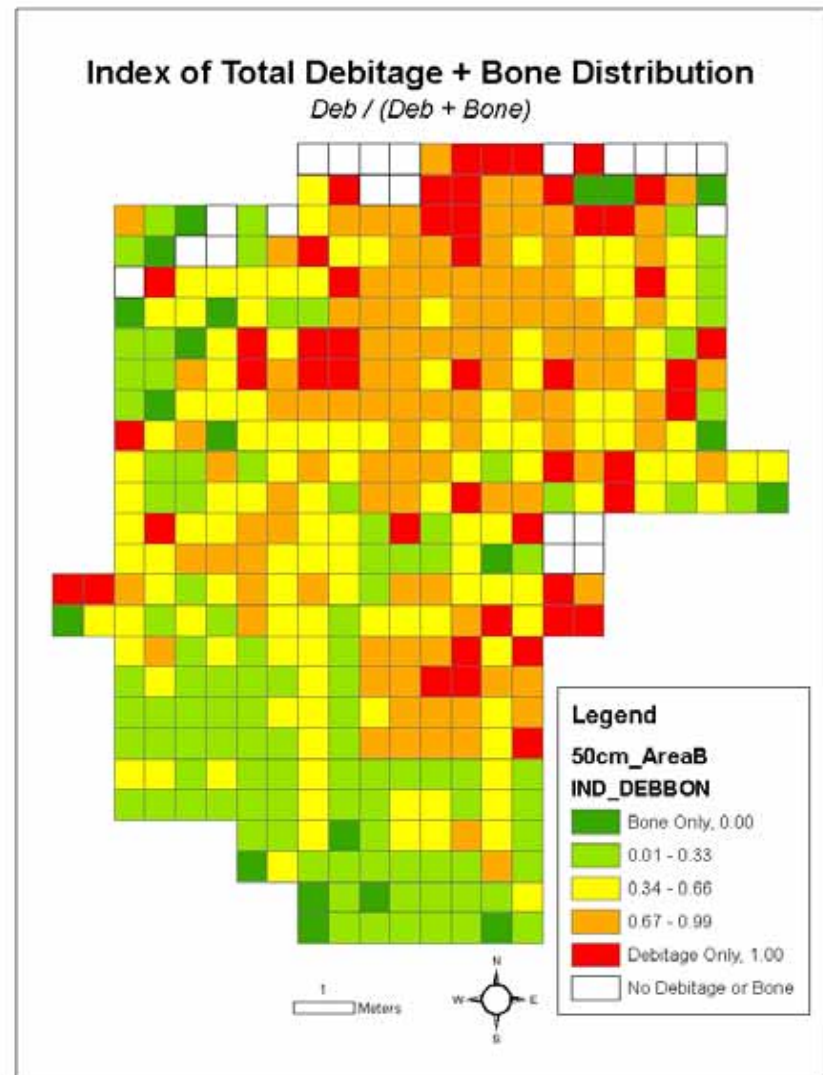 Index of Total Debitage + Bone Distribution
Deb / (Deb + Bone)
Legend
50cm_AreaB
IND_DEBBON
Bone Only, 0.00
0.01 - 0.33
0.34 - 0.66
0.67 - 0.99
Debitage Only, 1.00
No Debitage or Bone
1
Meters
N
W
E
S